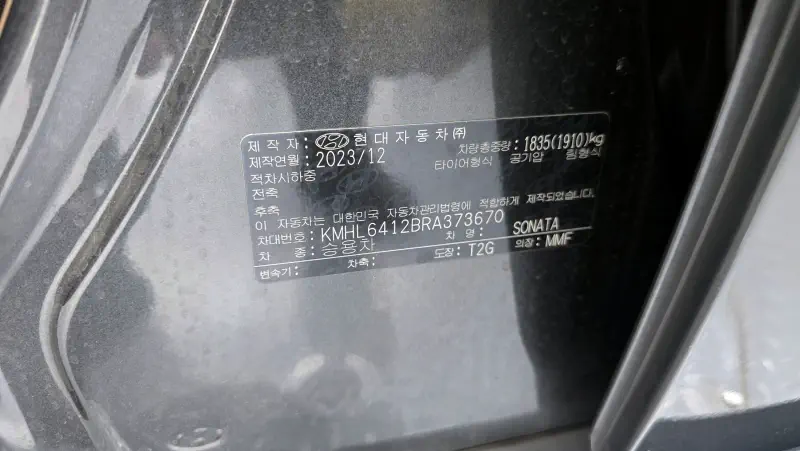 제 작 자 : 현대자동차㈜
제작연월 : 2023/12 차량총중량 : 1835(1910)kg
적차시하중 타이어형식 공기압 림형식
전축
후축
이 자동차는 대한민국 자동차관리법령에 적합하게 제작되었습니다.
차대번호 : KMHL6412BRA373670
차 종 : 승용차 차 명 : SONATA
변속기 : 차축 : 도장 : T2G 의장 : MMF